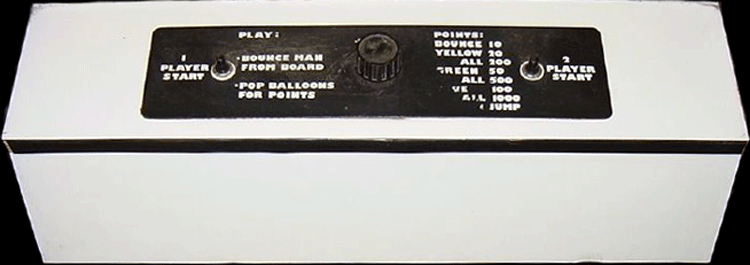 1
PLAYER
START
PLAY:
•BOUNCE MAN
FROM BOARD
•POP BALLOONS
FOR POINTS
POINTS:
BOUNCE 10
YELLOW 20
ALL 200
GREEN 50
ALL 500
100
ALL 1000
JUMP
2
PLAYER
START